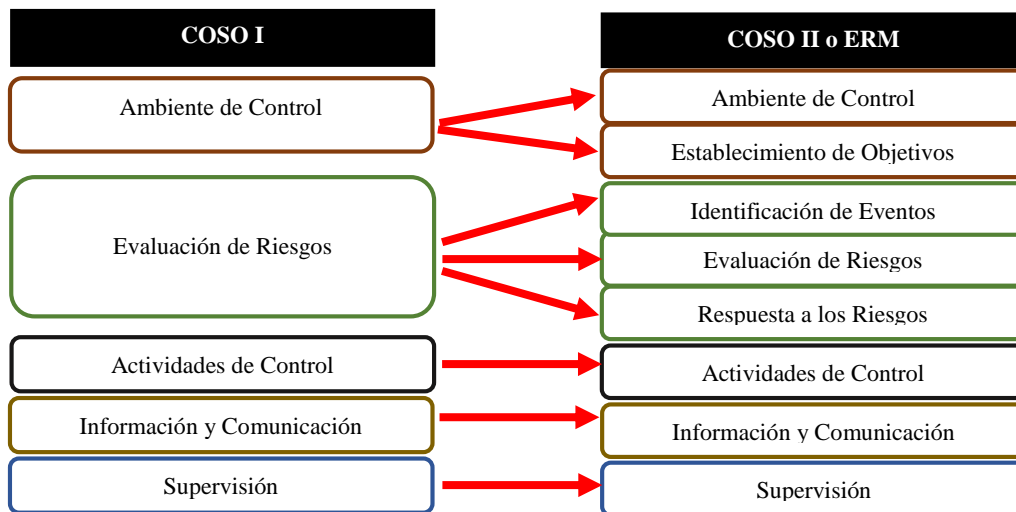 COSO I
Ambiente de Control
Evaluación de Riesgos
Actividades de Control
Información y Comunicación
Supervisión
COSO II o ERM
Ambiente de Control
Establecimiento de Objetivos
Identificación de Eventos
Evaluación de Riesgos
Respuesta a los Riesgos
Actividades de Control
Información y Comunicación
Supervisión